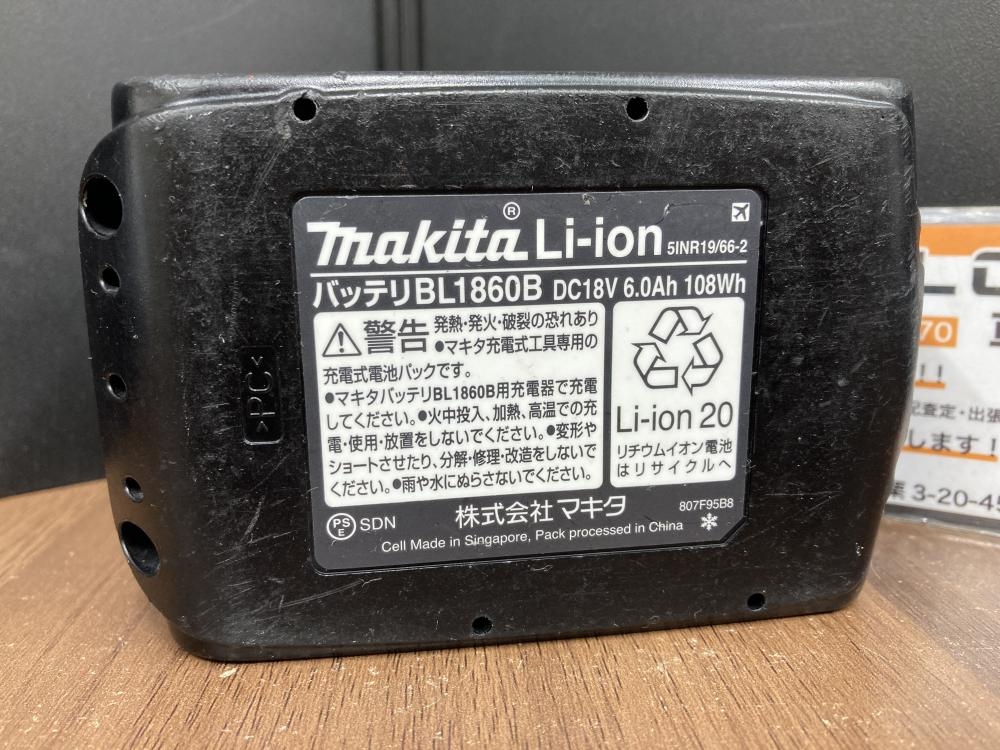 makita® Li-ion 5INR19/66-2
バッテリBL1860B DC18V 6.0Ah 108Wh
警告 発熱・発火・破裂の恐れあり
●マキタ充電式工具専用の
充電式電池パックです。
●マキタバッテリBL1860B用充電器で充電
してください。●火中投入、加熱、高温での充
電・使用・放置をしないでください。●変形や
ショートさせたり、分解・修理・改造をしないで
ください。●雨や水にぬらさないでください。
Li-ion 20
リチウムイオン電池
はリサイクルへ
PSE SDN 株式会社 マキタ 807F95B8
Cell Made in Singapore, Pack processed in China
>PC<
70
!!
査定・出張
します!
3-20-4